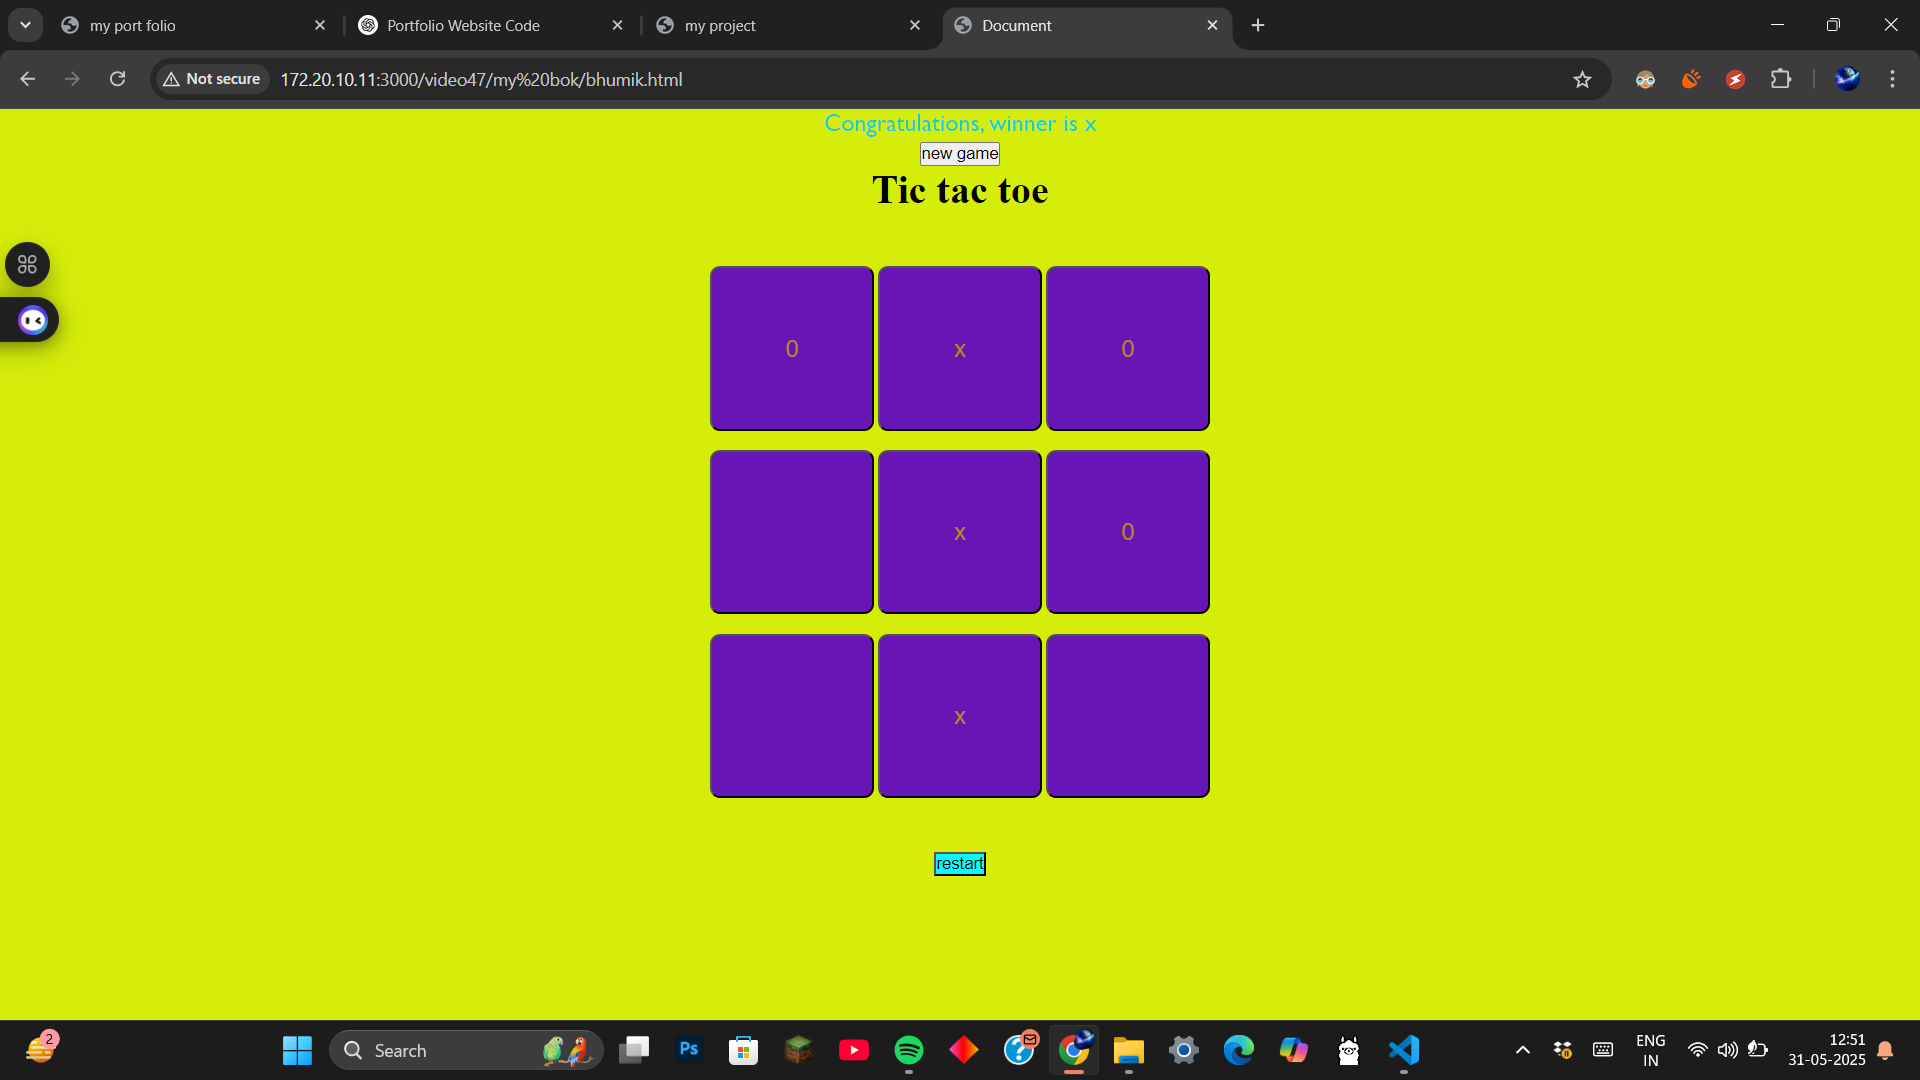 my port folio
Portfolio Website Code
my project
Document
Not secure
172.20.10.11:3000/video47/my%20bok/bhumik.html
Congratulations, winner is x
new game
Tic tac toe
0 x 0
x 0
x
restart
2
Search
Ps
ENG
IN
12:51
31-05-2025